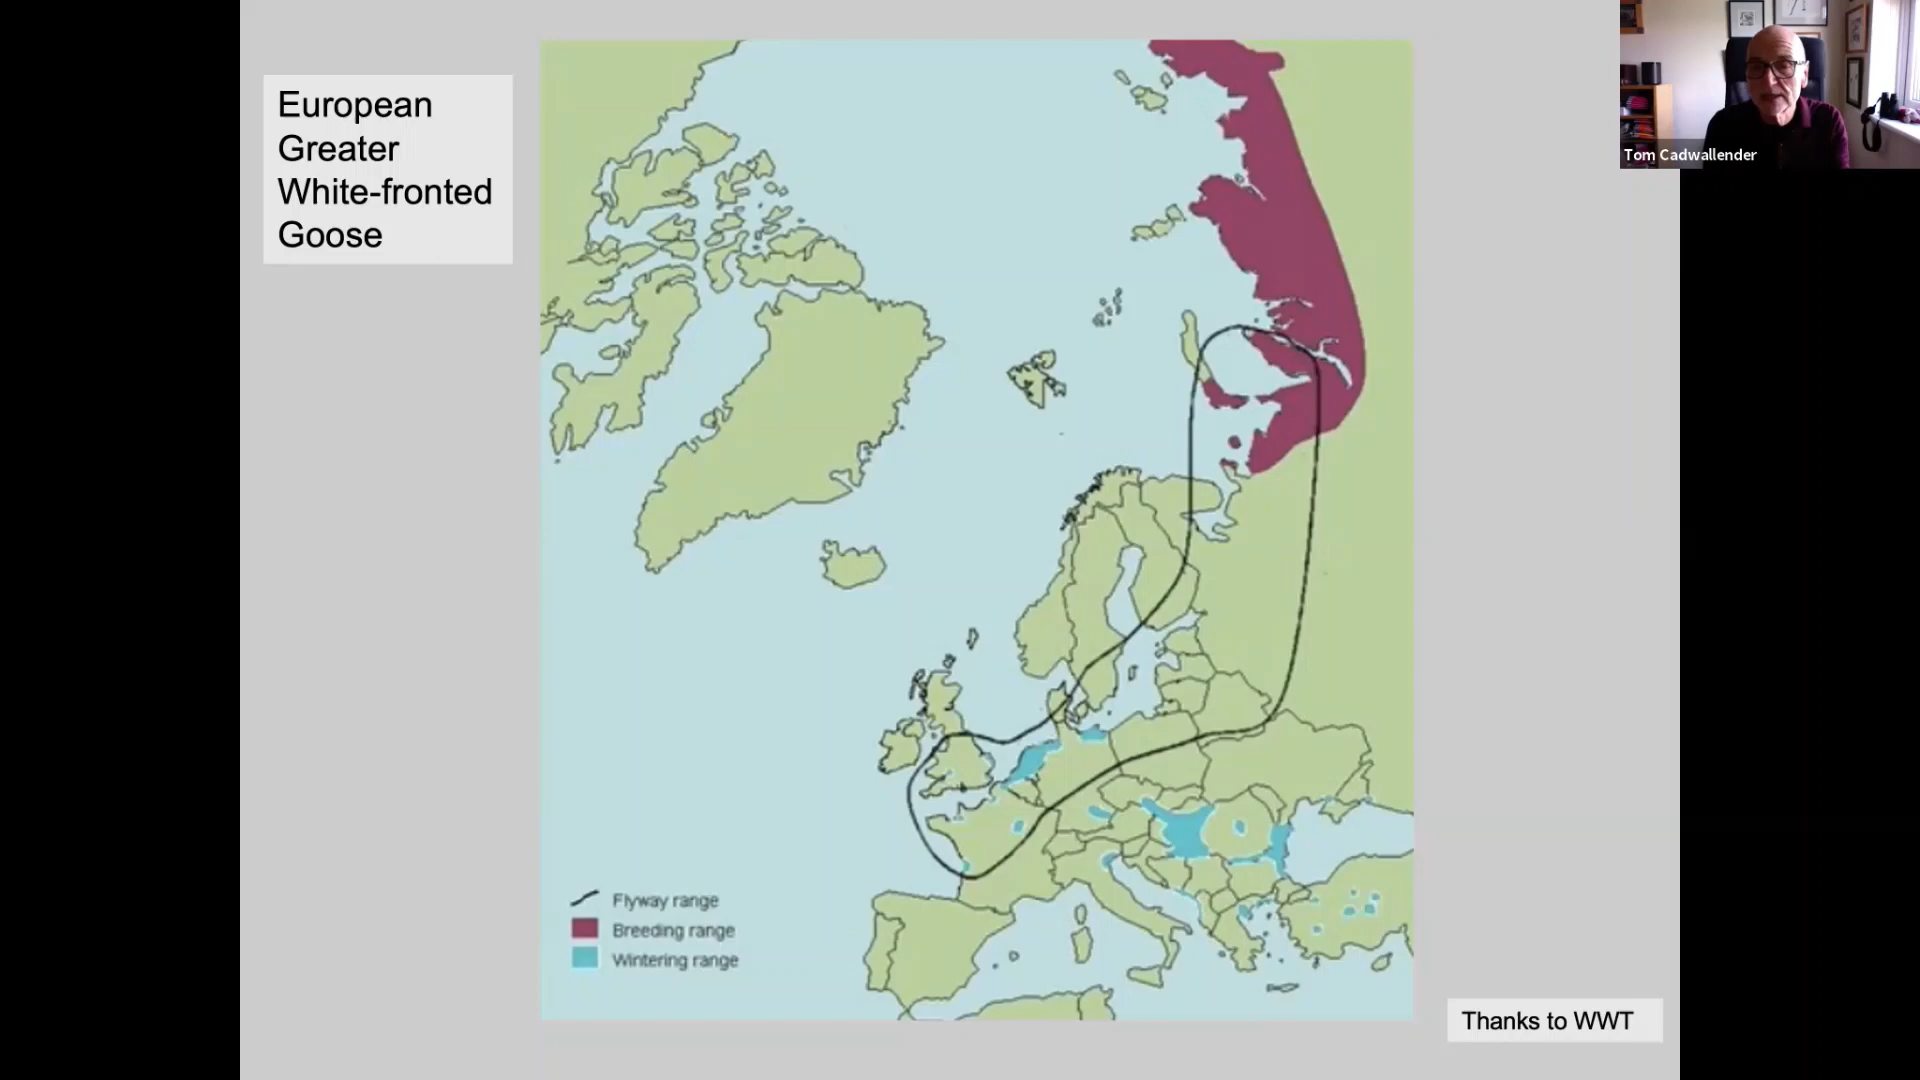 European
Greater
White-fronted
Goose
Tom Cadwallender
Flyway range
Breeding range
Wintering range
Thanks to WWT